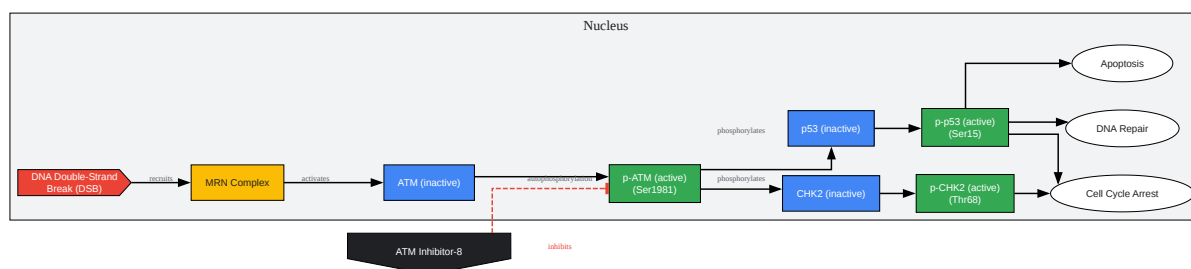 Nucleus
Apoptosis
phosphorylates
p53 (inactive)
p-p53 (active)
(Ser15)
DNA Repair
DNA Double-Strand
Break (DSB)
recruits
MRN Complex
activates
ATM (inactive)
autophosphorylation
p-ATM (active)
(Ser1981)
phosphorylates
CHK2 (inactive)
p-CHK2 (active)
(Thr68)
Cell Cycle Arrest
ATM Inhibitor-8
inhibits